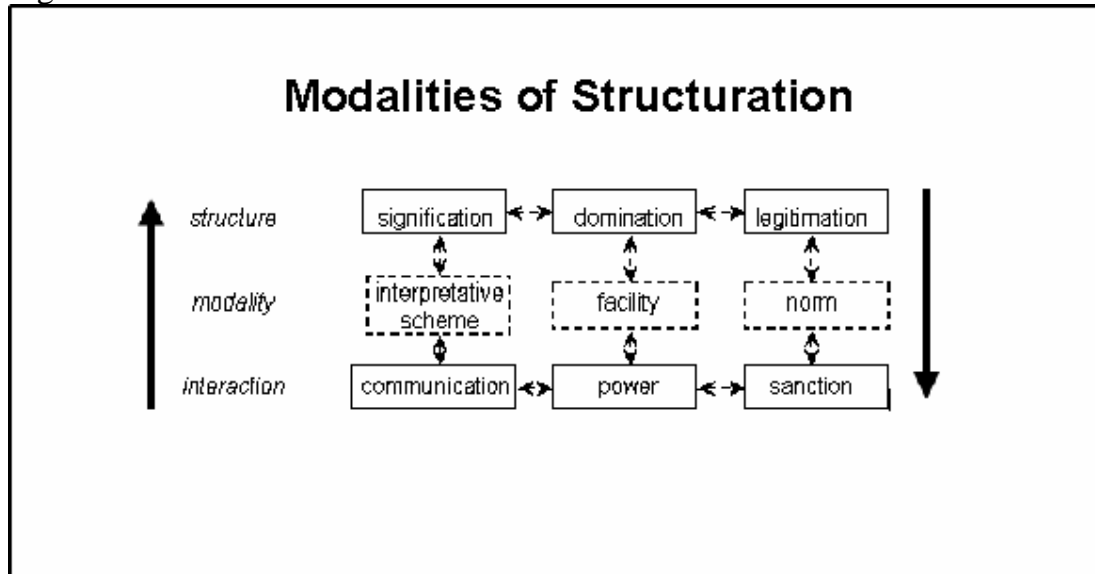 Modalities of Structuration
structure signification domination legitimation
modality interpretative scheme facility norm
interaction communication power sanction